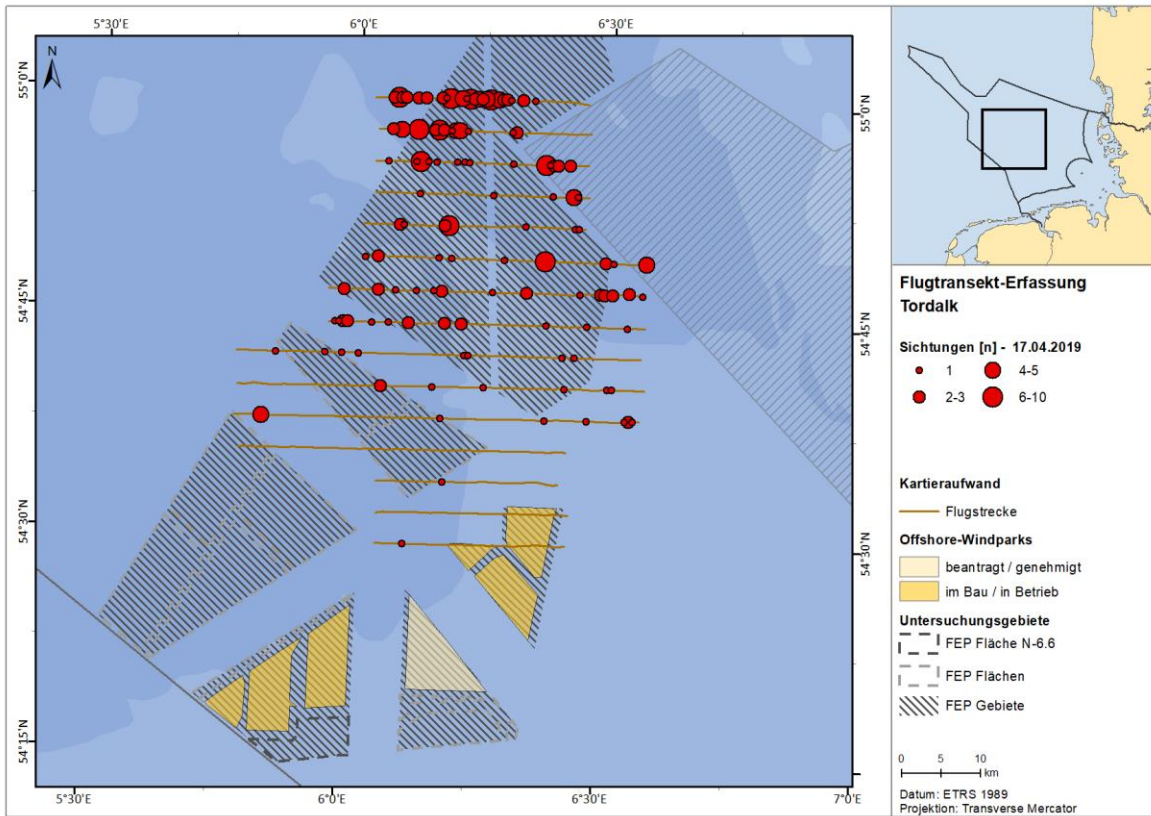 5°30'E
6°0'E
6°30'E
N
55°0'N
54°45'N
54°30'N
54°15'N
55°0'N
54°45'N
54°30'N
5°30'E
6°0'E
6°30'E
7°0'E
Flugtransekt-Erfassung
Tordalk
Sichtungen [n] - 17.04.2019
1
4-5
2-3
6-10
Kartieraufwand
Flugstrecke
Offshore-Windparks
beantragt / genehmigt
im Bau / in Betrieb
Untersuchungsgebiete
FEP Fläche N-6.6
FEP Flächen
FEP Gebiete
0 5 10
km
Datum: ETRS 1989
Projektion: Transverse Mercator